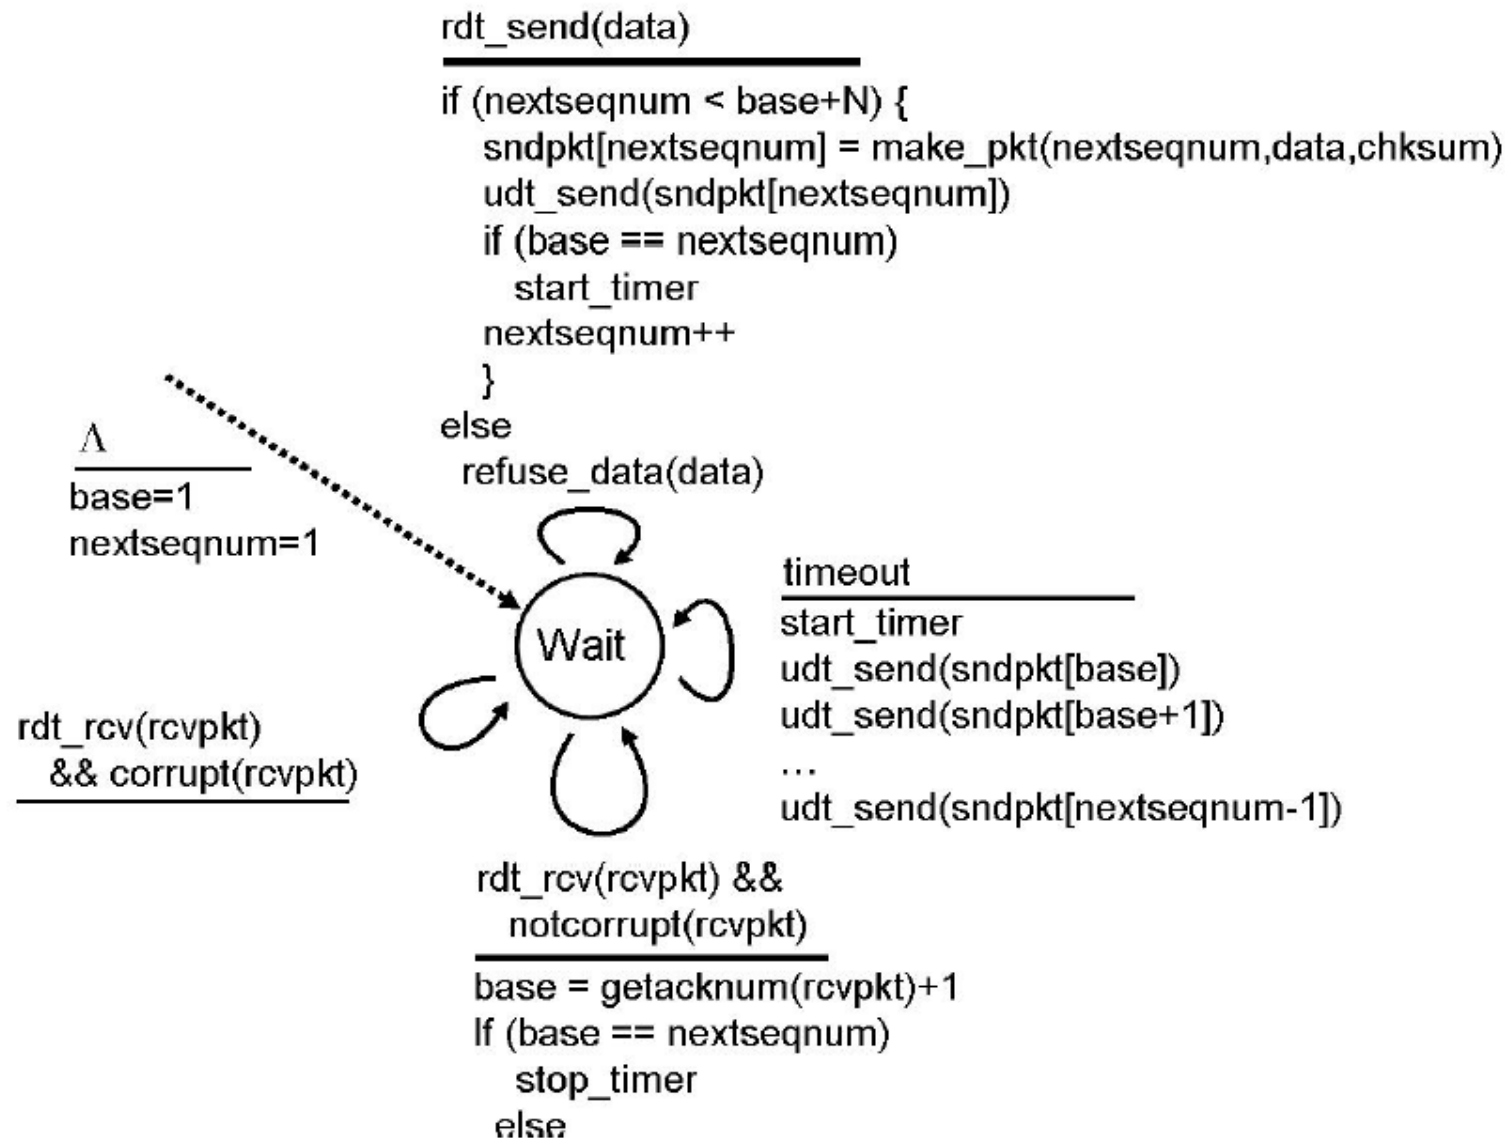 rdt_send(data)
if (nextseqnum < base+N) {
sndpkt[nextseqnum] = make_pkt(nextseqnum,data,chksum)
udt_send(sndpkt[nextseqnum])
if (base == nextseqnum)
start_timer
nextseqnum++
}
else
refuse_data(data)
Λ
base=1
nextseqnum=1
Wait
timeout
start_timer
udt_send(sndpkt[base])
udt_send(sndpkt[base+1])
…
udt_send(sndpkt[nextseqnum-1])
rdt_rcv(rcvpkt)
&& corrupt(rcvpkt)
rdt_rcv(rcvpkt) &&
notcorrupt(rcvpkt)
base = getacknum(rcvpkt)+1
If (base == nextseqnum)
stop_timer
else